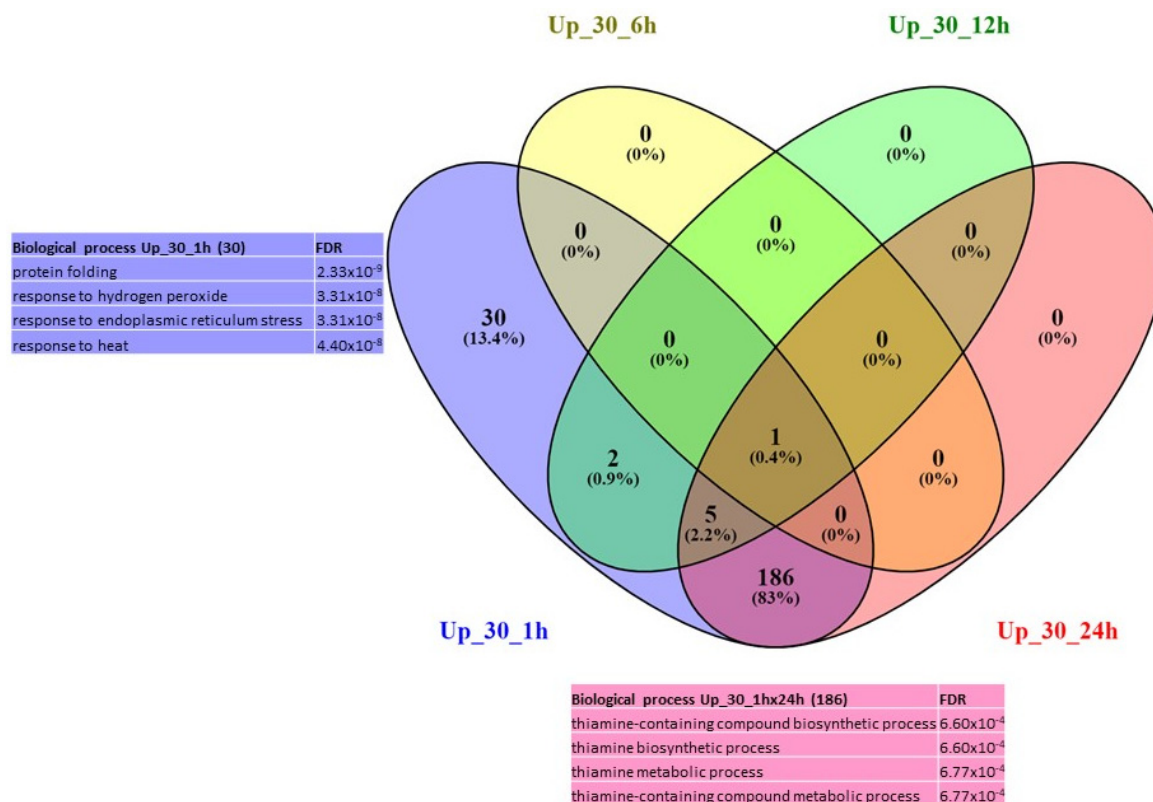 Up_30_6h
Up_30_12h
0
(0%)
0
(0%)
0
(0%)
0
(0%)
0
(0%)
Biological process Up_30_1h (30) FDR
protein folding 2.33x10⁻⁹
response to hydrogen peroxide 3.31x10⁻⁸
response to endoplasmic reticulum stress 3.31x10⁻⁸
response to heat 4.40x10⁻⁸
30
(13.4%)
0
(0%)
0
(0%)
0
(0%)
1
(0.4%)
2
(0.9%)
0
(0%)
5
(2.2%)
0
(0%)
186
(83%)
Up_30_1h
Up_30_24h
Biological process Up_30_1hx24h (186) FDR
thiamine-containing compound biosynthetic process 6.60x10⁻⁴
thiamine biosynthetic process 6.60x10⁻⁴
thiamine metabolic process 6.77x10⁻⁴
thiamine-containing compound metabolic process 6.77x10⁻⁴